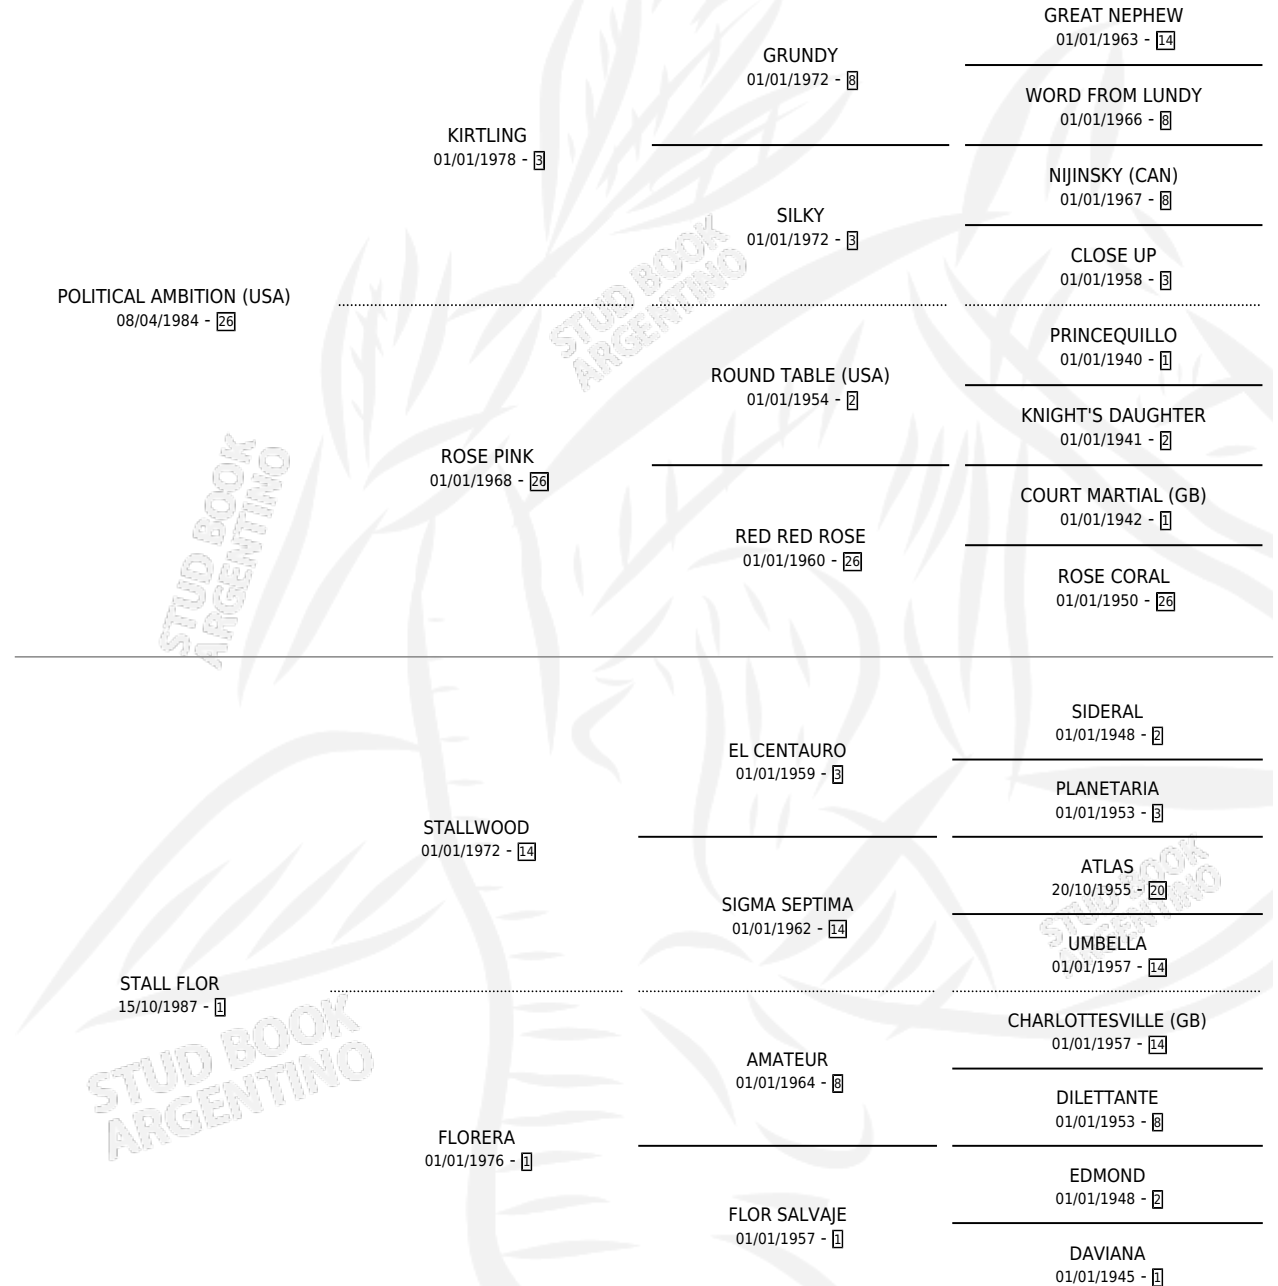 GREAT NEPHEW
01/01/1963 - 14
GRUNDY
01/01/1972 - 8
WORD FROM LUNDY
01/01/1966 - 8
KIRTLING
01/01/1978 - 3
NIJINSKY (CAN)
01/01/1967 - 8
SILKY
01/01/1972 - 3
CLOSE UP
01/01/1958 - 3
POLITICAL AMBITION (USA)
08/04/1984 - 26
PRINCEQUILLO
01/01/1940 - 1
ROUND TABLE (USA)
01/01/1954 - 2
KNIGHT'S DAUGHTER
01/01/1941 - 2
ROSE PINK
01/01/1968 - 26
COURT MARTIAL (GB)
01/01/1942 - 1
RED RED ROSE
01/01/1960 - 26
ROSE CORAL
01/01/1950 - 26
SIDERAL
01/01/1948 - 2
EL CENTAURO
01/01/1959 - 3
PLANETARIA
01/01/1953 - 3
STALLWOOD
01/01/1972 - 14
ATLAS
20/10/1955 - 20
SIGMA SEPTIMA
01/01/1962 - 14
UMBELLA
01/01/1957 - 14
STALL FLOR
15/10/1987 - 1
CHARLOTTESVILLE (GB)
01/01/1957 - 14
AMATEUR
01/01/1964 - 8
DILETTANTE
01/01/1953 - 8
FLORERA
01/01/1976 - 1
EDMOND
01/01/1948 - 2
FLOR SALVAJE
01/01/1957 - 1
DAVIANA
01/01/1945 - 1
STUD BOOK
ARGENTINO
STUD BOOK
ARGENTINO
STUD BOOK
ARGENTINO
STUD BOOK
ARGENTINO